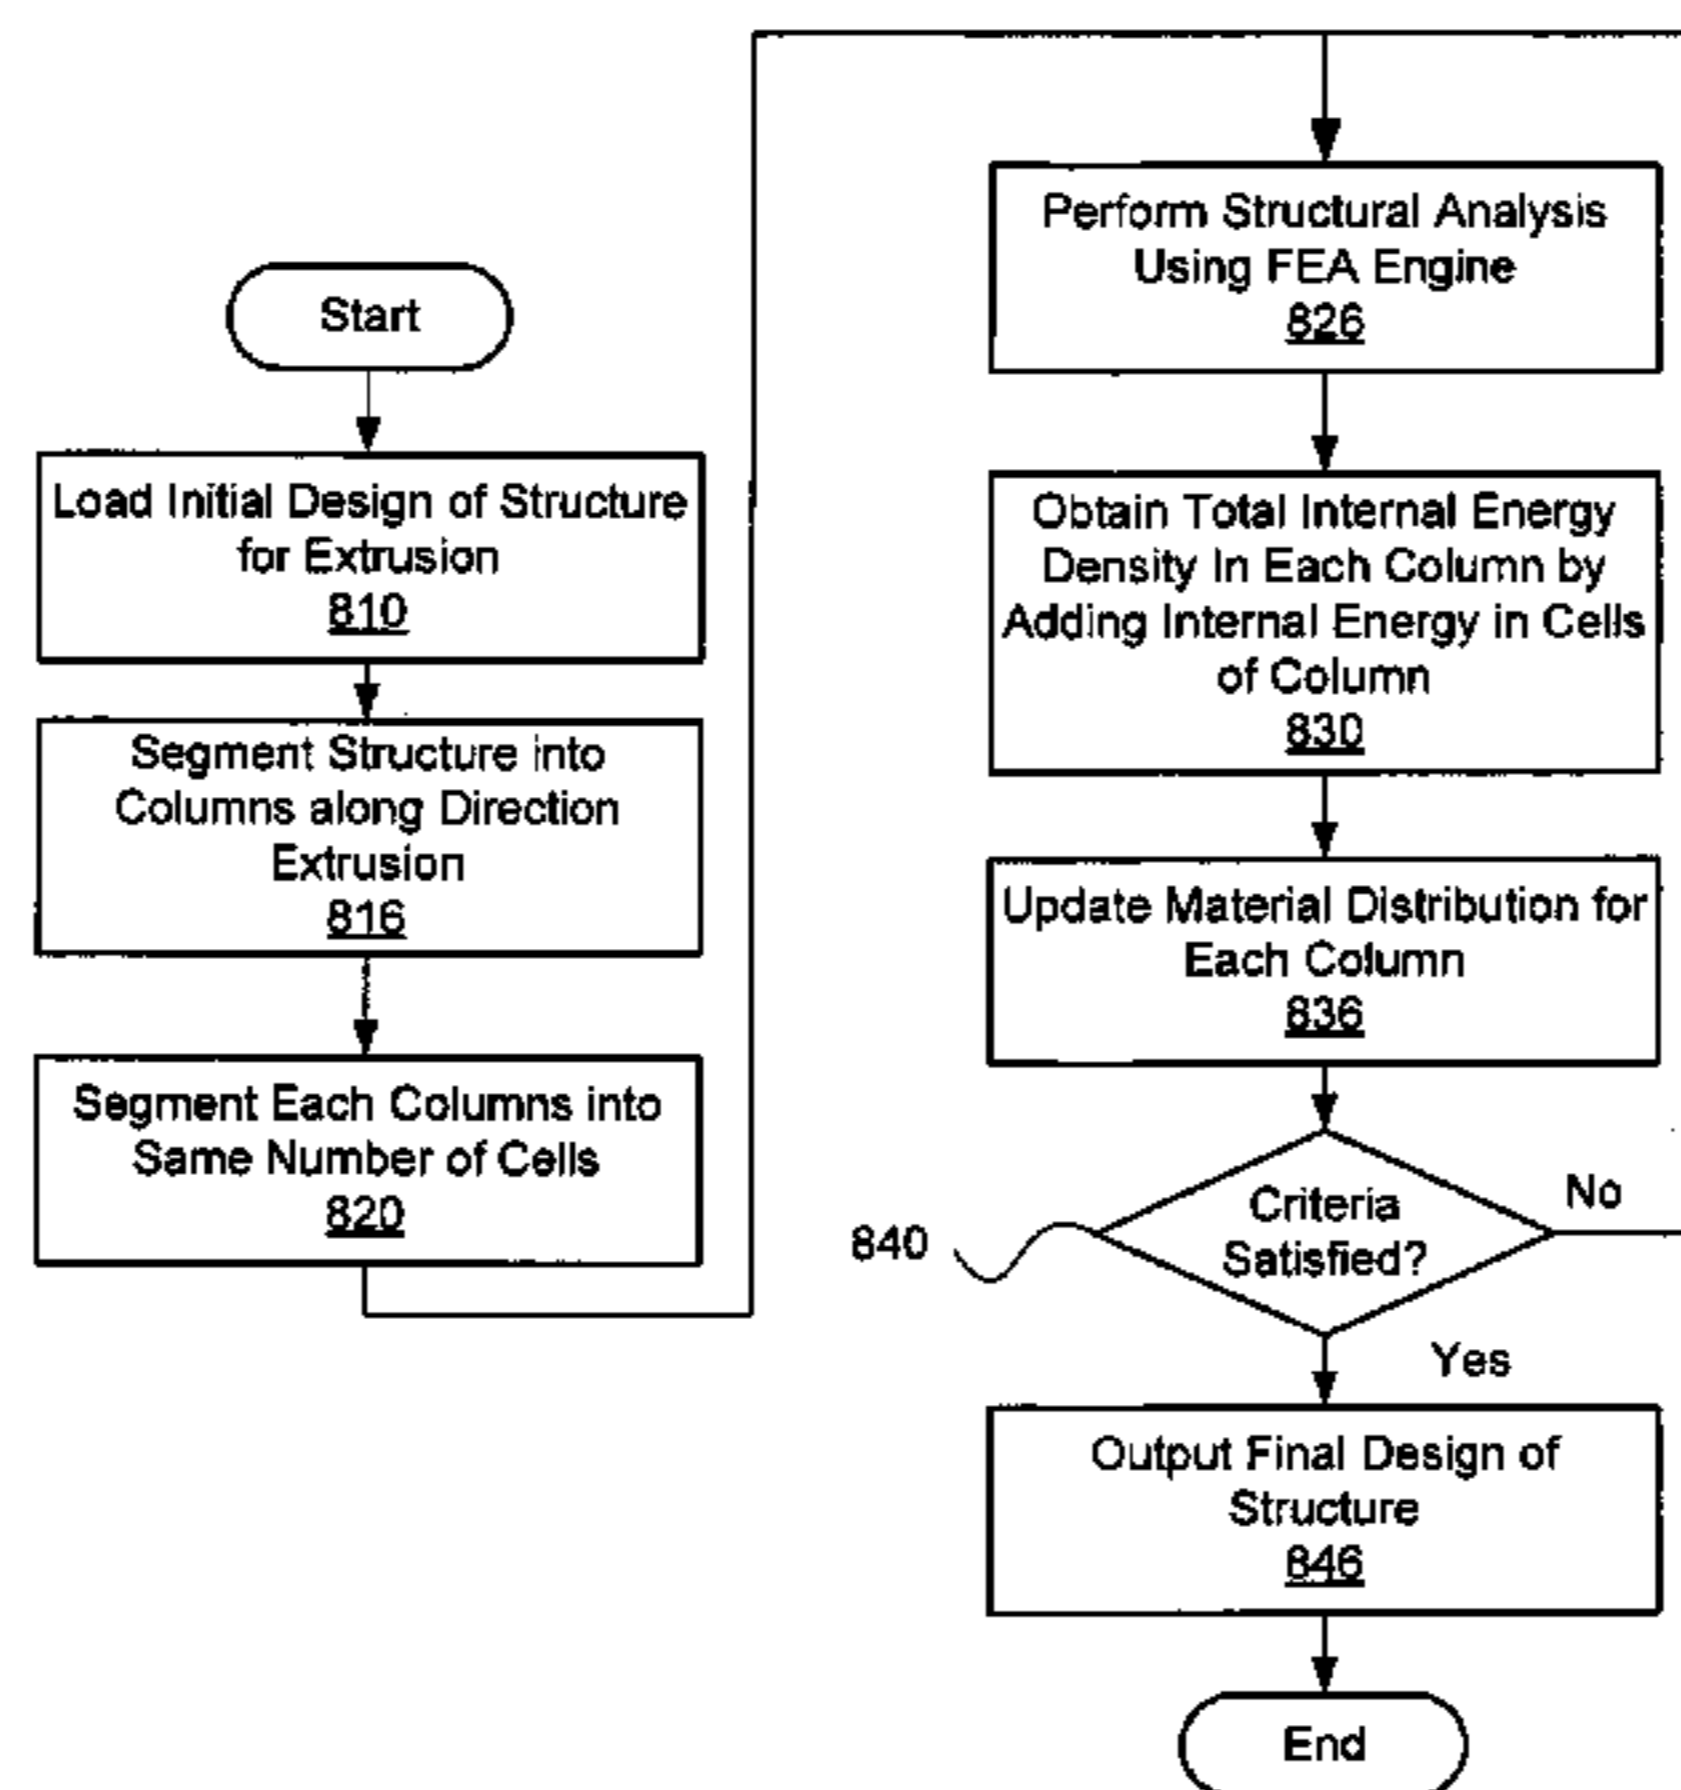 Start
Load Initial Design of Structure
for Extrusion
810
Segment Structure into
Columns along Direction
Extrusion
816
Segment Each Columns into
Same Number of Cells
820
Perform Structural Analysis
Using FEA Engine
826
Obtain Total Internal Energy
Density In Each Column by
Adding Internal Energy in Cells
of Column
830
Update Material Distribution for
Each Column
836
Criteria
Satisfied?
840
No
Yes
Output Final Design of
Structure
846
End